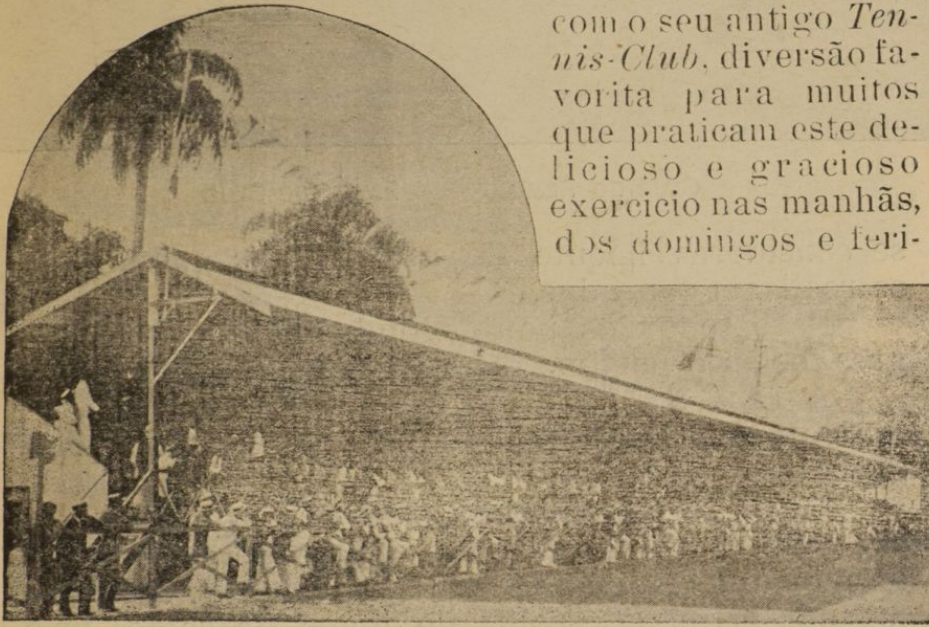 com o seu antigo Ten-
nis-Club, diversão fa-
vorita para muitos
que praticam este de-
licioso e gracioso
exercicio nas manhãs,
dos domingos e feri-